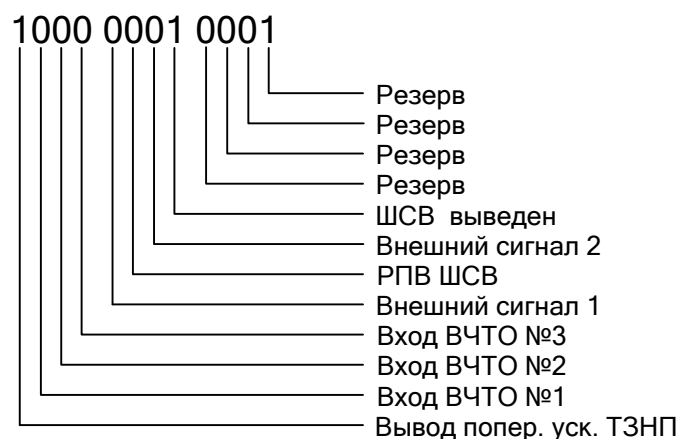 1000 0001 0001
Резерв
Резерв
Резерв
Резерв
ШСВ выведен
Внешний сигнал 2
РПВ ШСВ
Внешний сигнал 1
Вход ВЧТО №3
Вход ВЧТО №2
Вход ВЧТО №1
Вывод попер. уск. ТЗНП